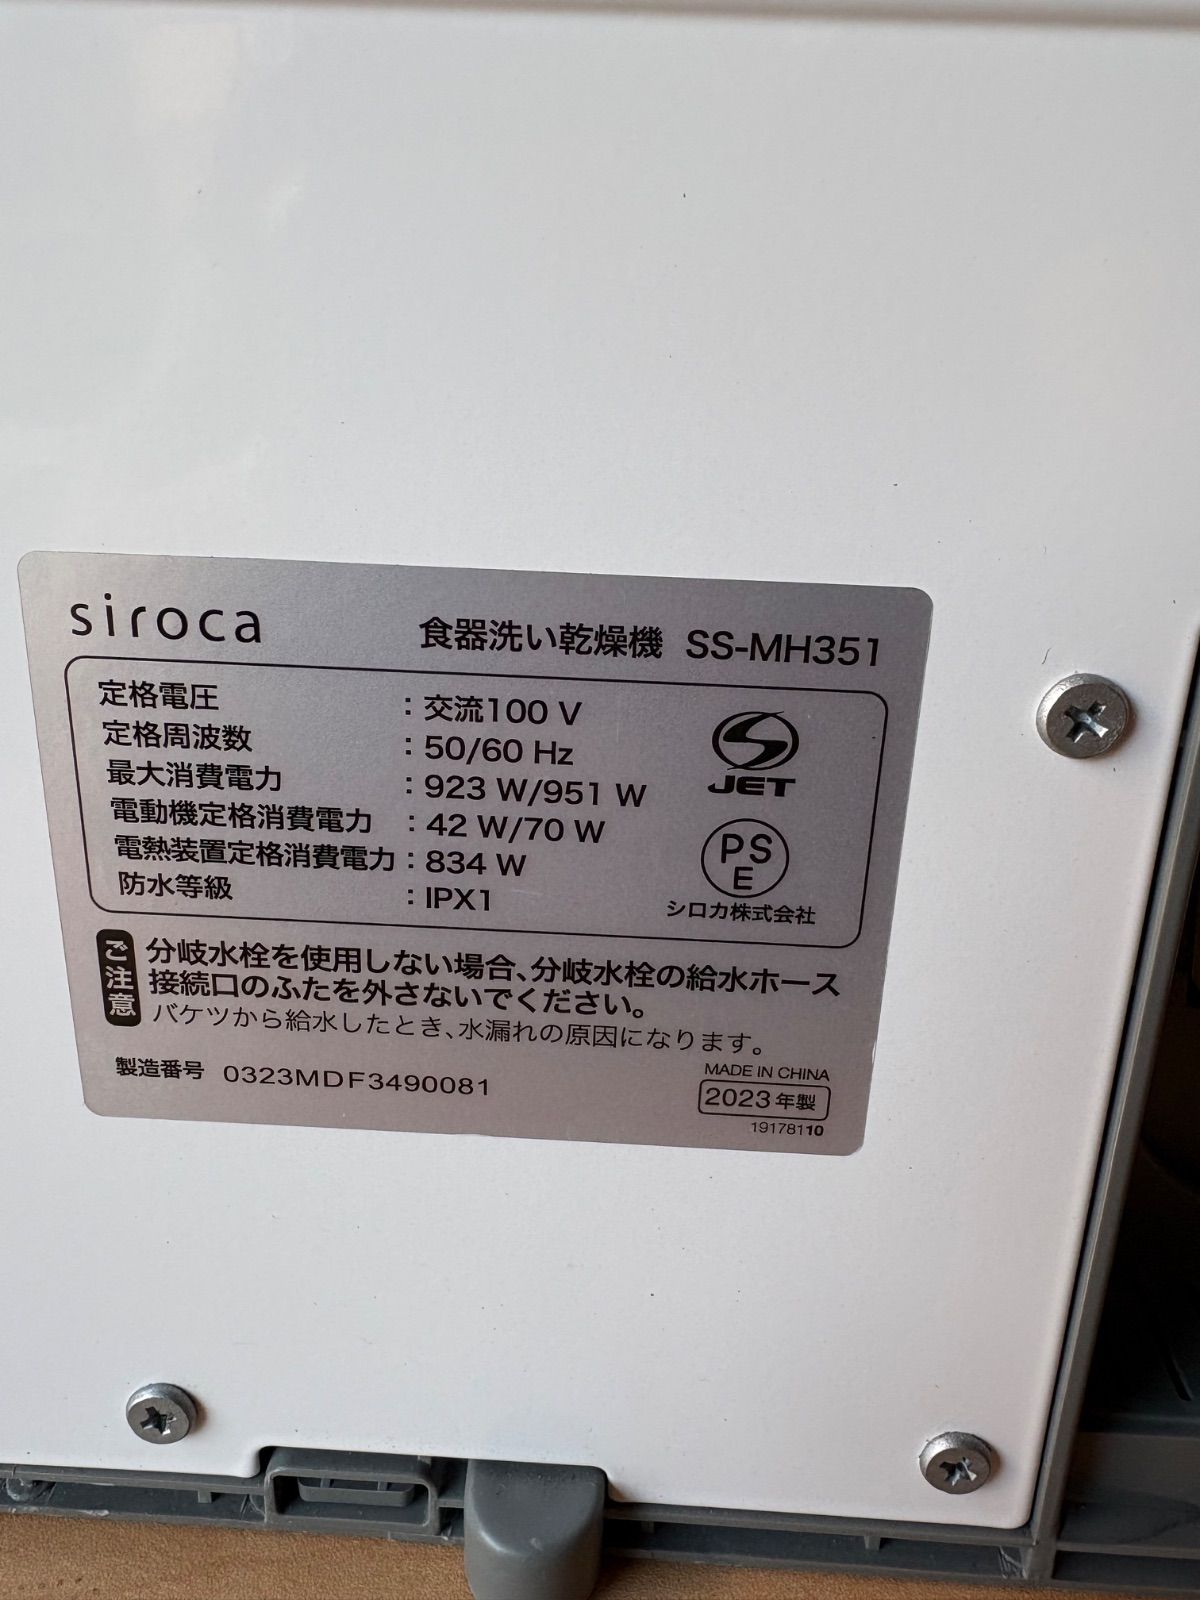 siroca
食器洗い乾燥機 SS-MH351
定格電圧 : 交流100 V
定格周波数 : 50/60 Hz
最大消費電力 : 923 W/951 W
電動機定格消費電力 : 42 W/70 W
電熱装置定格消費電力 : 834 W
防水等級 : IPX1
JET
PS
E
シロカ株式会社
ご注意
分岐水栓を使用しない場合、分岐水栓の給水ホース
接続口のふたを外さないでください。
バケツから給水したとき、水漏れの原因になります。
製造番号 0323MDF3490081
MADE IN CHINA
2023年製
19178110